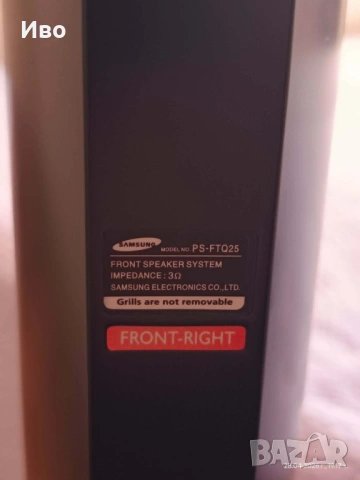 Иво
SAMSUNG MODEL NO: PS-FTQ25
FRONT SPEAKER SYSTEM
IMPEDANCE : 3Ω
SAMSUNG ELECTRONICS CO.,LTD.
Grills are not removable
FRONT-RIGHT
BAZAR